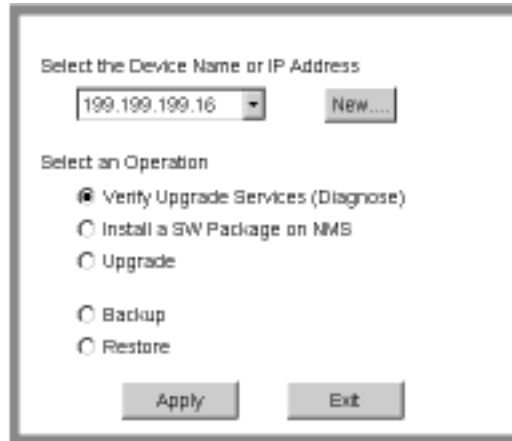 Select the Device Name or IP Address
199.199.199.16
New....
Select an Operation
Verify Upgrade Services (Diagnose)
Install a SW Package on NMS
Upgrade
Backup
Restore
Apply
Exit